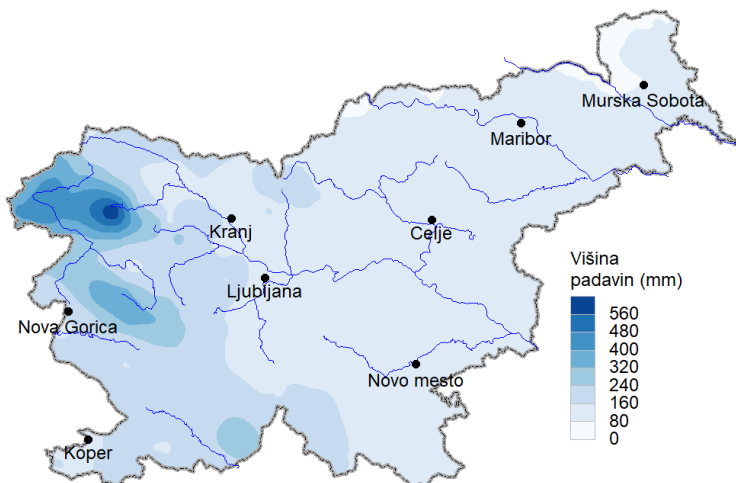 Murska Sobota
Maribor
Kranj
Celje
Ljubljana
Nova Gorica
Novo mesto
Koper
Višina
padavin (mm)
560
480
400
320
240
160
80
0